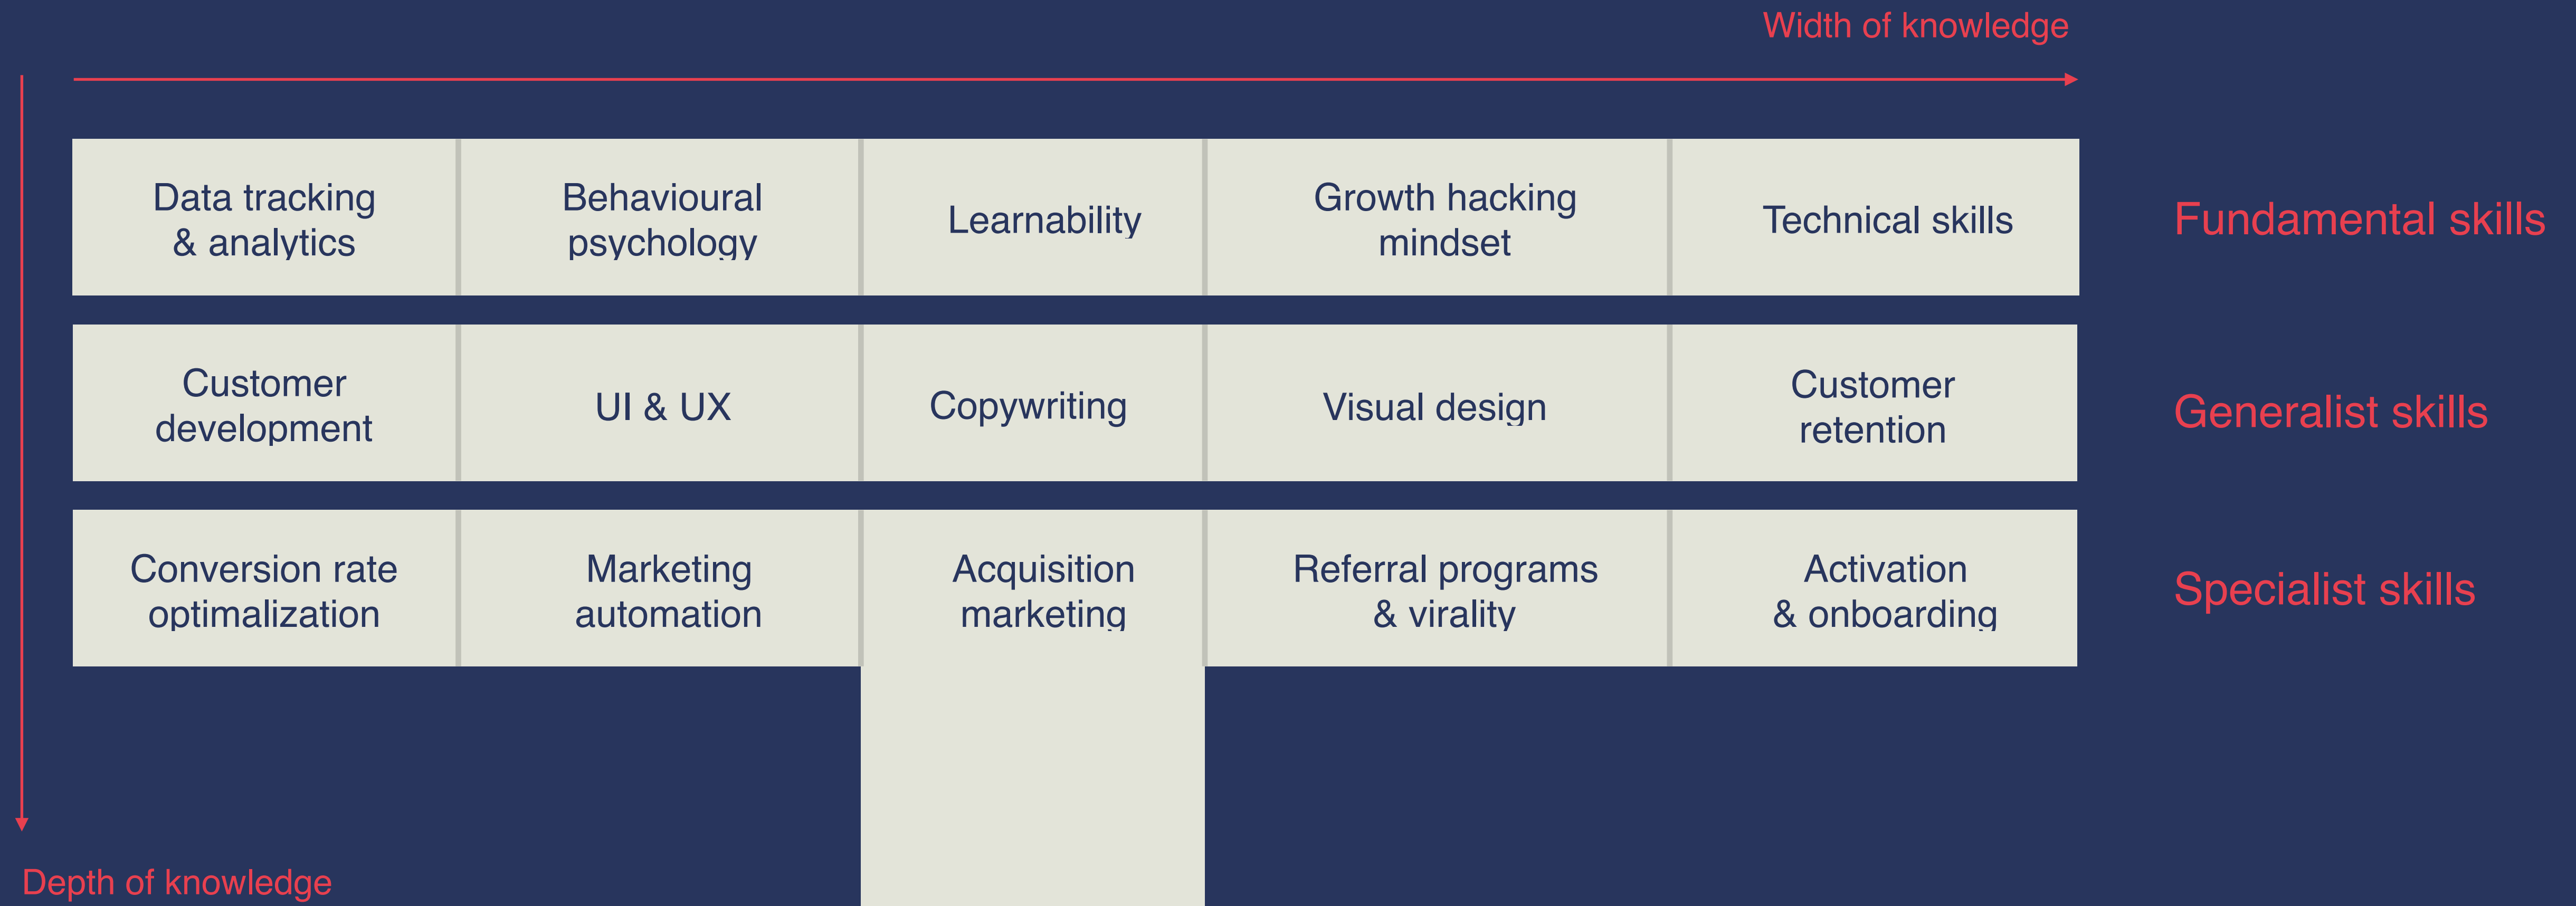 Width of knowledge
Data tracking
& analytics
Behavioural
psychology
Learnability
Growth hacking
mindset
Technical skills
Fundamental skills
Customer
development
UI & UX
Copywriting
Visual design
Customer
retention
Generalist skills
Conversion rate
optimalization
Marketing
automation
Acquisition
marketing
Referral programs
& virality
Activation
& onboarding
Specialist skills
Depth of knowledge